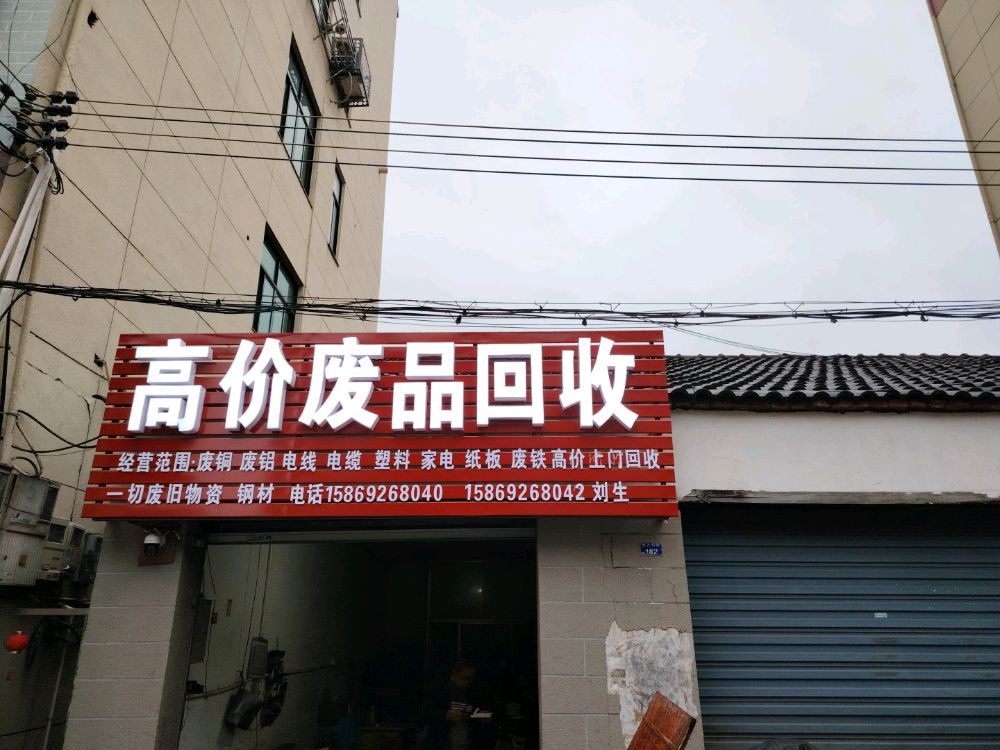 高价废品回收
经营范围:废铜 废铝 电线 电缆 塑料 家电 纸板 废铁高价上门回收
一切废旧物资 钢材 电话15869268040 15869268042 刘生
182